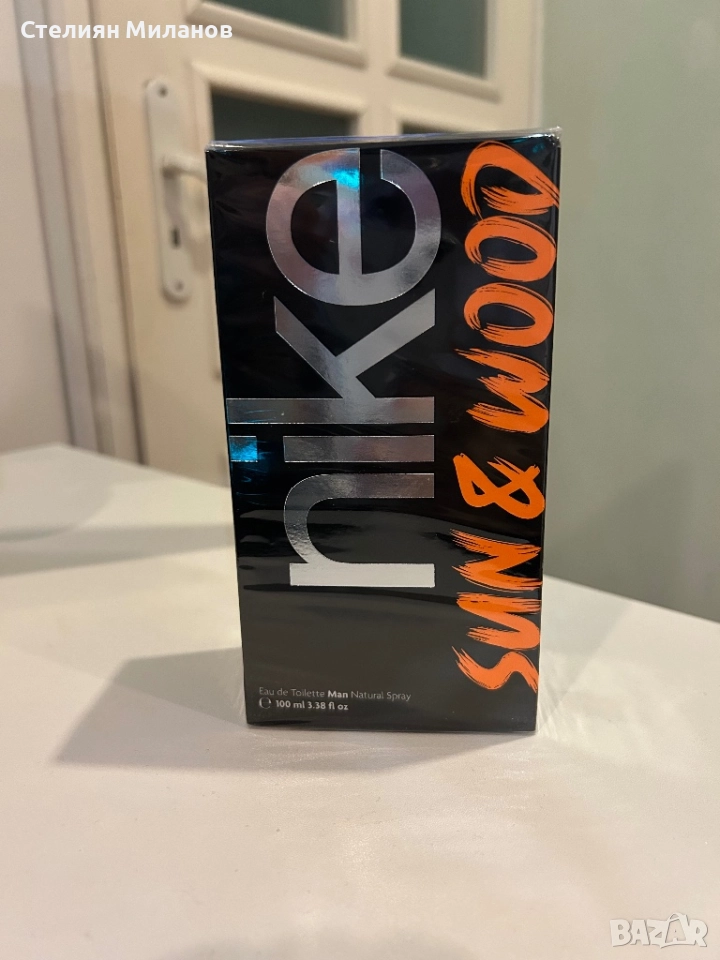 Стелиян Миланов
nike
SUN & WOOD
Eau de Toilette Man Natural Spray
℮ 100 ml 3.38 fl oz
BAZAR